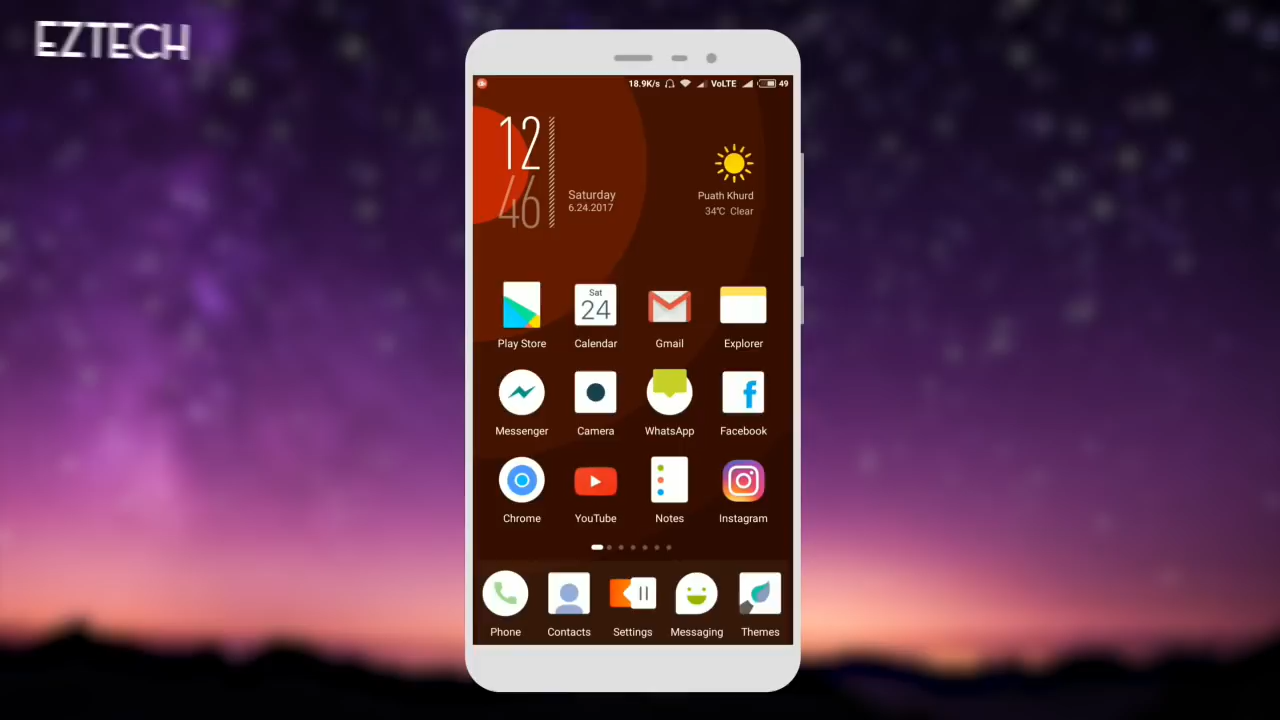 EZTECH
18.9K/s VoLTE 49
12
46
Saturday
6.24.2017
Puath Khurd
34℃ Clear
Sat
24
Play Store Calendar Gmail Explorer
Messenger Camera WhatsApp Facebook
Chrome YouTube Notes Instagram
Phone Contacts Settings Messaging Themes